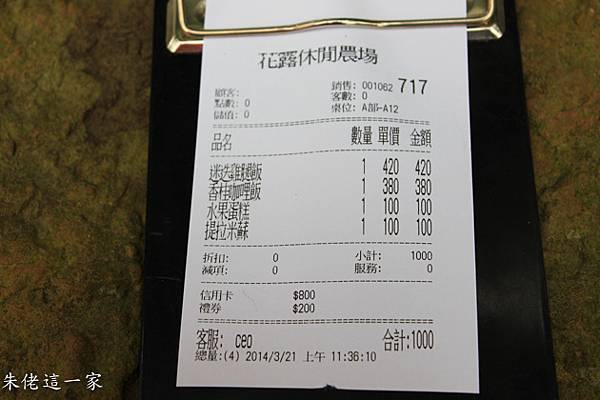 花露休閒農場
顧客:
銷售: 001062 717
點數: 0
客數: 0
儲值: 0
桌位: A部-A12
品名 數量 單價 金額
迷迭雞腿飯 1 420 420
香桂咖哩飯 1 380 380
水果蛋糕 1 100 100
提拉米蘇 1 100 100
折扣: 0 小計: 1000
減項: 0 服務: 0
信用卡 $800
禮券 $200
客服: ceo 合計:1000
總量:(4) 2014/3/21 上午 11:36:10
朱佬這一家